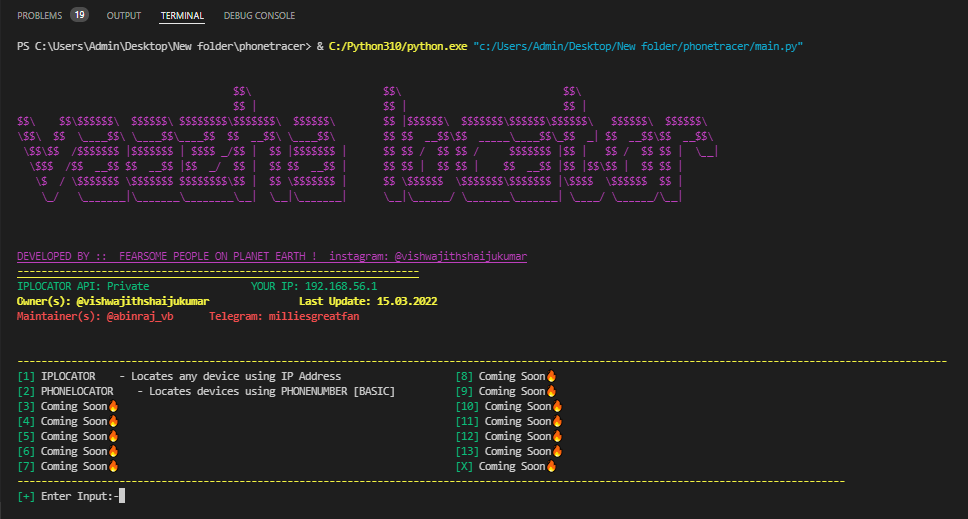 PROBLEMS 19 OUTPUT TERMINAL DEBUG CONSOLE
PS C:\Users\Admin\Desktop\New folder\phonetracer> & C:/Python310/python.exe "c:/Users/Admin/Desktop/New folder/phonetracer/main.py"
vaazha locator
DEVELOPED BY :: FEARSOME PEOPLE ON PLANET EARTH ! instagram: @vishwajithshaijukumar
-------------------------------------------------------------------
IPLOCATOR API: Private YOUR IP: 192.168.56.1
Owner(s): @vishwajithshaijukumar Last Update: 15.03.2022
Maintainer(s): @abinraj_vb Telegram: milliesgreatfan
[1] IPLOCATOR - Locates any device using IP Address [8] Coming Soon🔥
[2] PHONELOCATOR - Locates devices using PHONENUMBER [BASIC] [9] Coming Soon🔥
[3] Coming Soon🔥 [10] Coming Soon🔥
[4] Coming Soon🔥 [11] Coming Soon🔥
[5] Coming Soon🔥 [12] Coming Soon🔥
[6] Coming Soon🔥 [13] Coming Soon🔥
[7] Coming Soon🔥 [X] Coming Soon🔥
[+] Enter Input:-